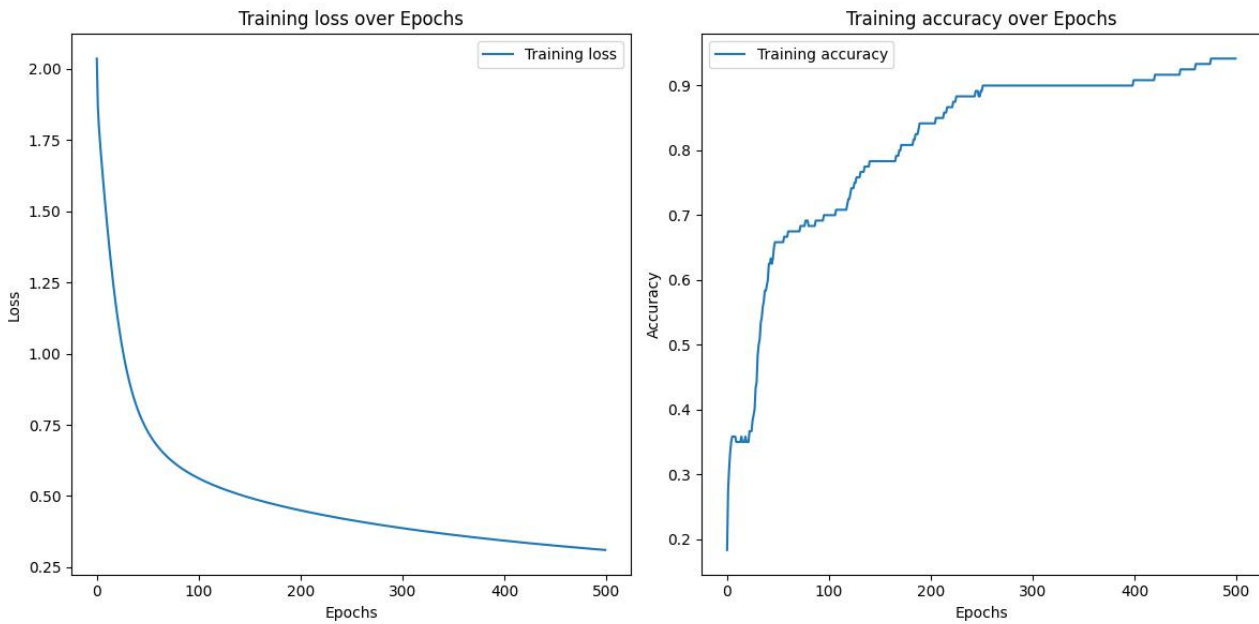 Training loss over Epochs
Training loss
2.00
1.75
1.50
1.25
1.00
0.75
0.50
0.25
Loss
0 100 200 300 400 500
Epochs
Training accuracy over Epochs
Training accuracy
0.9
0.8
0.7
0.6
0.5
0.4
0.3
0.2
Accuracy
0 100 200 300 400 500
Epochs